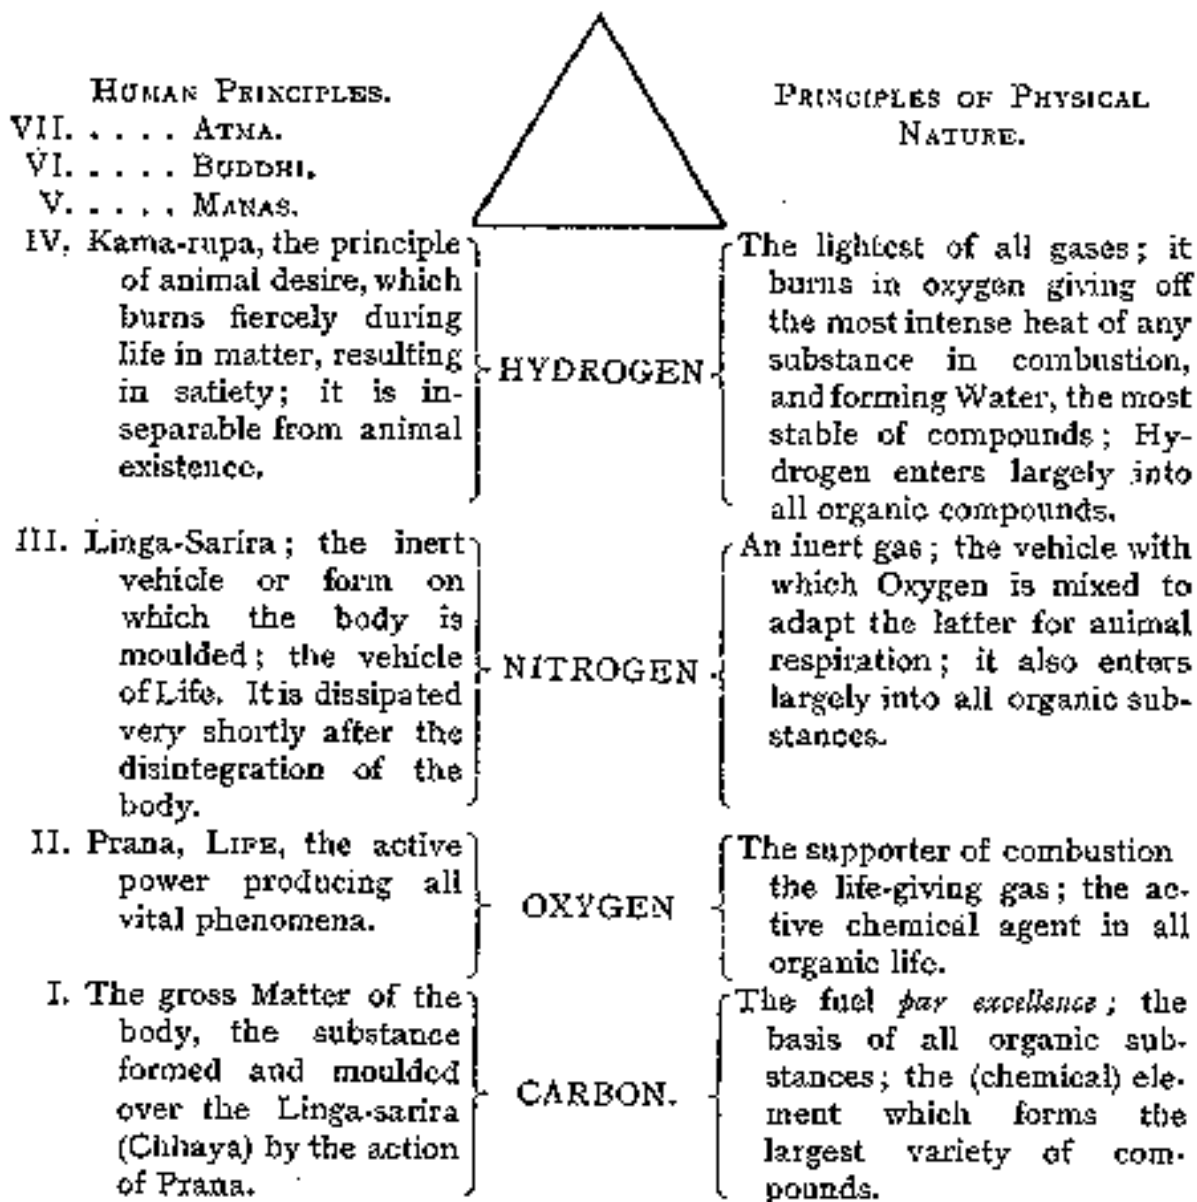 HUMAN PRINCIPLES.
VII. . . . . ATMA.
VI. . . . . BUDDHI.
V. . . . . MANAS.
PRINCIPLES OF PHYSICAL
NATURE.
IV. Kama-rupa, the principle
of animal desire, which
burns fiercely during
life in matter, resulting
in satiety; it is in-
separable from animal
existence.
HYDROGEN
The lightest of all gases; it
burns in oxygen giving off
the most intense heat of any
substance in combustion,
and forming Water, the most
stable of compounds; Hy-
drogen enters largely into
all organic compounds.
III. Linga-Sarira; the inert
vehicle or form on
which the body is
moulded; the vehicle
of Life. It is dissipated
very shortly after the
disintegration of the
body.
NITROGEN
An inert gas; the vehicle with
which Oxygen is mixed to
adapt the latter for animal
respiration; it also enters
largely into all organic sub-
stances.
II. Prana, LIFE, the active
power producing all
vital phenomena.
OXYGEN
The supporter of combustion
the life-giving gas; the ac-
tive chemical agent in all
organic life.
I. The gross Matter of the
body, the substance
formed and moulded
over the Linga-sarira
(Chhaya) by the action
of Prana.
CARBON.
The fuel par excellence; the
basis of all organic sub-
stances; the (chemical) ele-
ment which forms the
largest variety of com-
pounds.